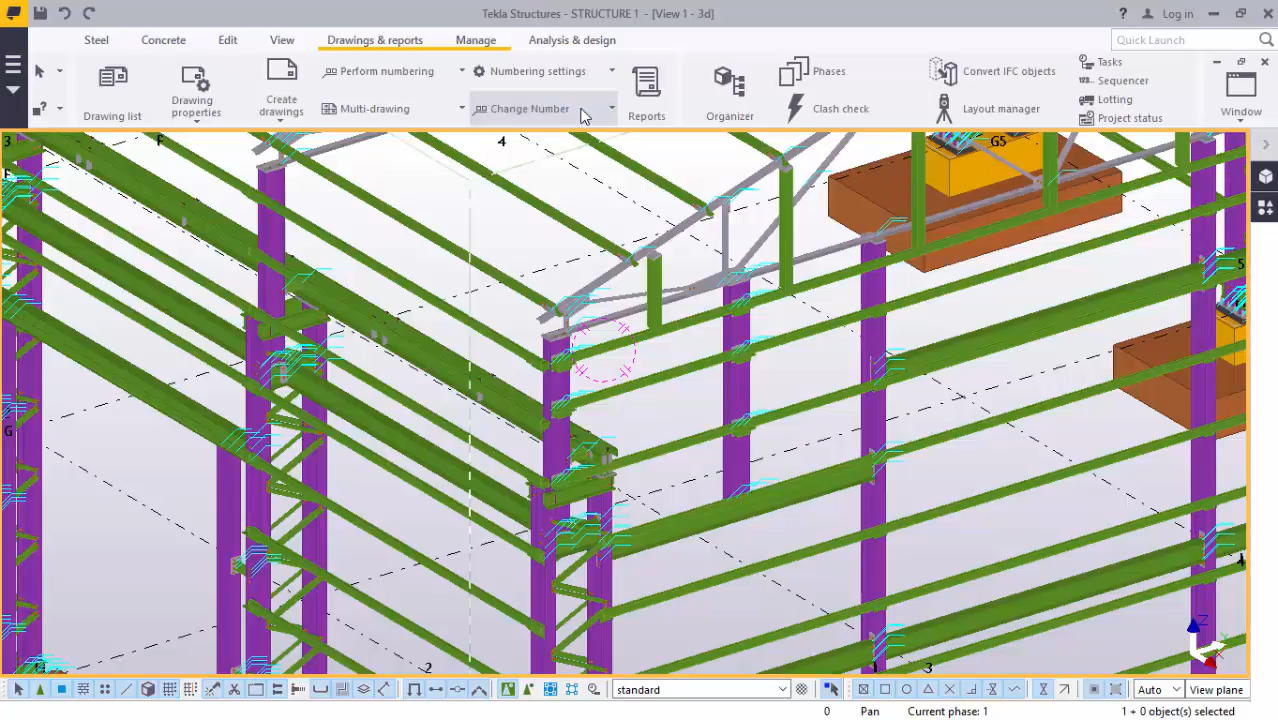 Tekla Structures - STRUCTURE 1 - [View 1 - 3d]
? Log in
Steel Concrete Edit View Drawings & reports Manage Analysis & design Quick Launch
Perform numbering Numbering settings Phases Convert IFC objects Tasks
Sequencer
Drawing list Drawing properties Create drawings Multi-drawing Change Number Reports Organizer Clash check Layout manager Lotting
Project status
Window
3 F 4 G5
F
5
G
4
Z
2 1 3
standard Auto View plane
0 Pan Current phase: 1 1 + 0 object(s) selected